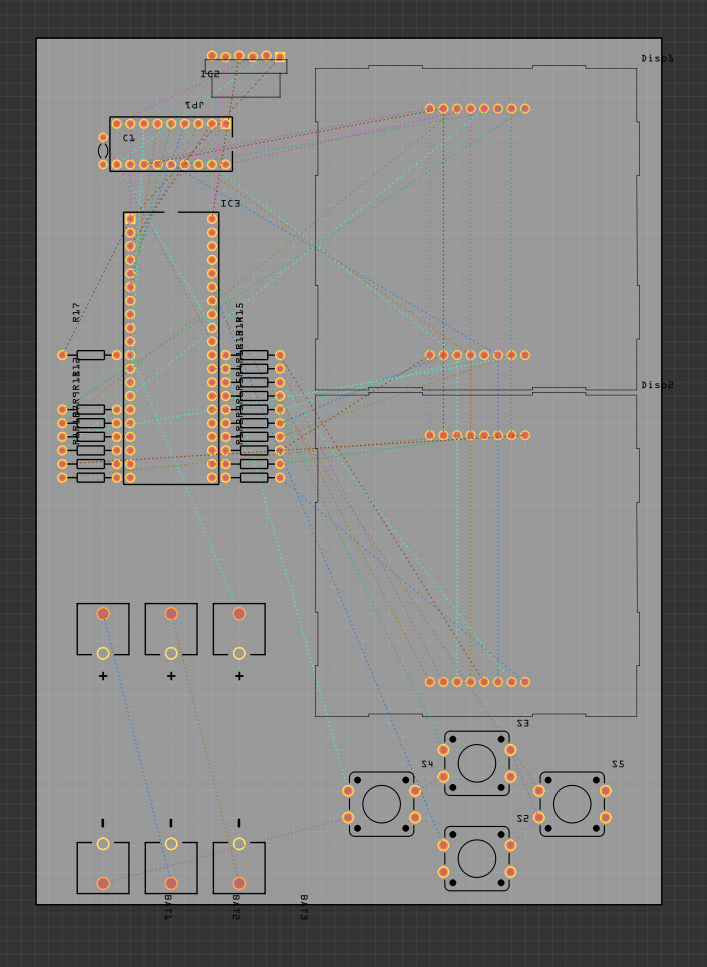 Disp1
IC2
JP1
C1
IC3
R17
R15
Disp2
+ + +
S3
S4
S5
S2
- - -
BAT1
BAT2
BAT3